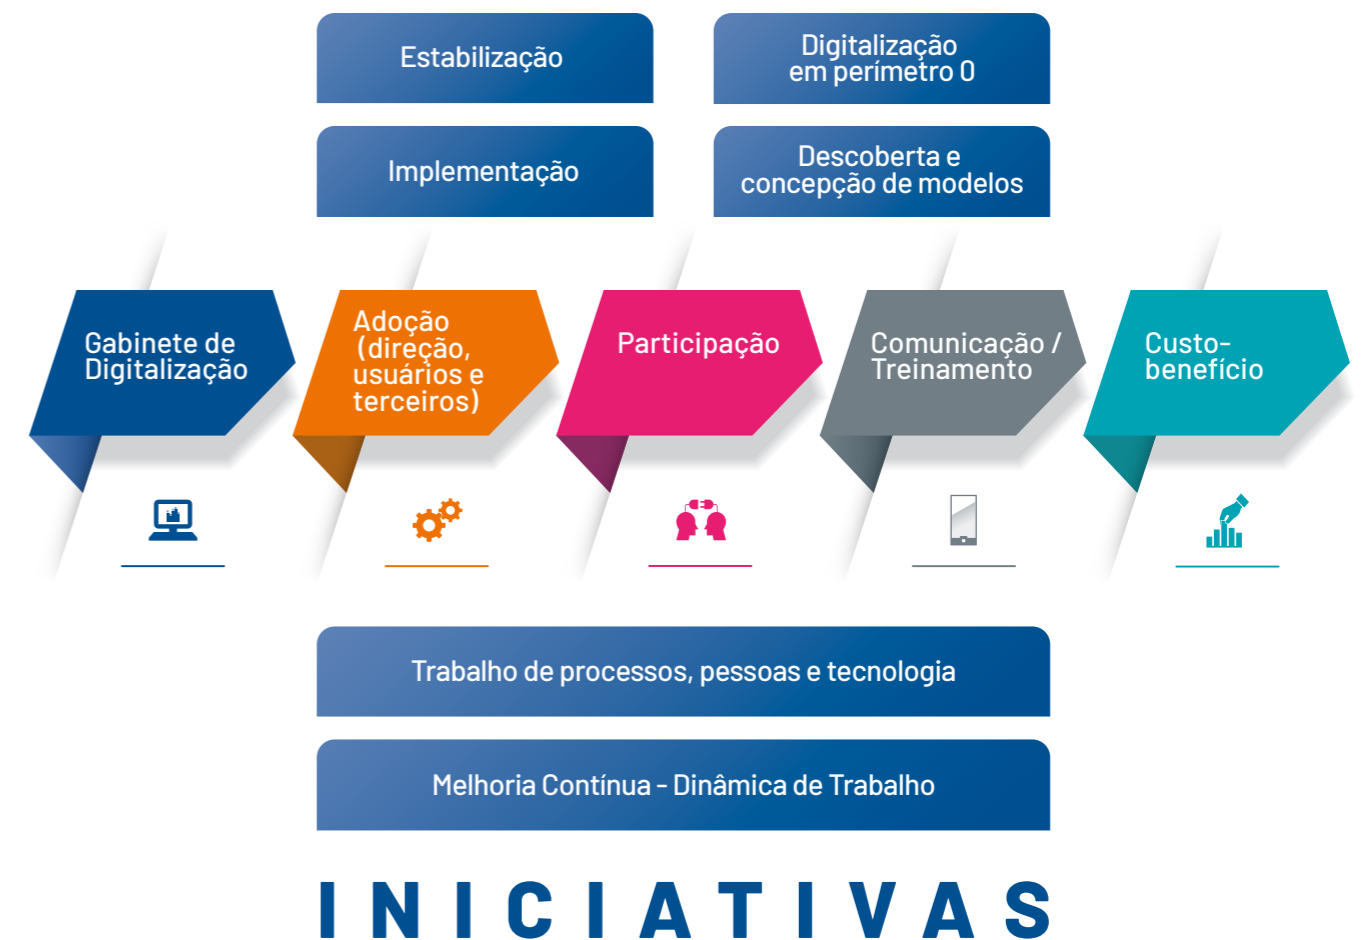 Estabilização
Digitalização
em perímetro 0
Implementação
Descoberta e
concepção de modelos
Gabinete de
Digitalização
Adoção
(direção,
usuários e
terceiros)
Participação
Comunicação /
Treinamento
Custo-
benefício
Trabalho de processos, pessoas e tecnologia
Melhoria Contínua - Dinâmica de Trabalho
INICIATIVAS